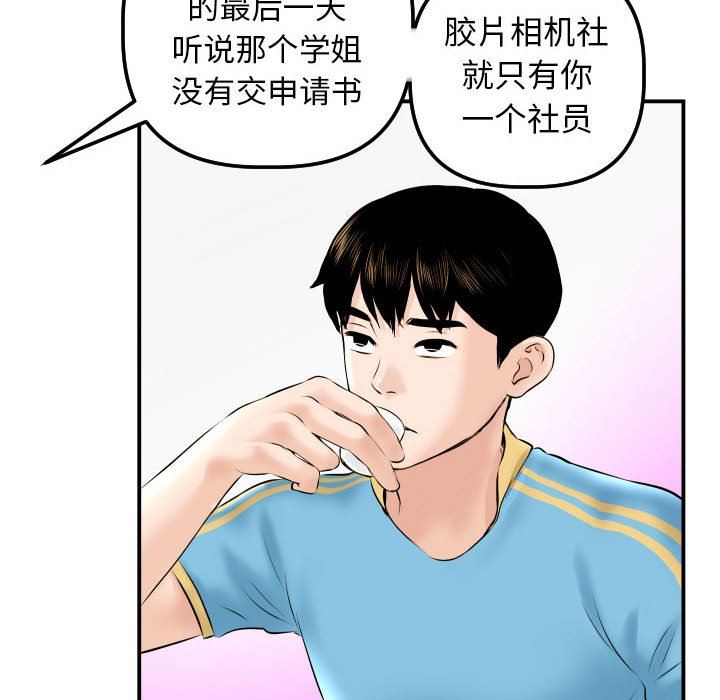 的最后一天
听说那个学姐
没有交申请书
胶片相机社
就只有你
一个社员